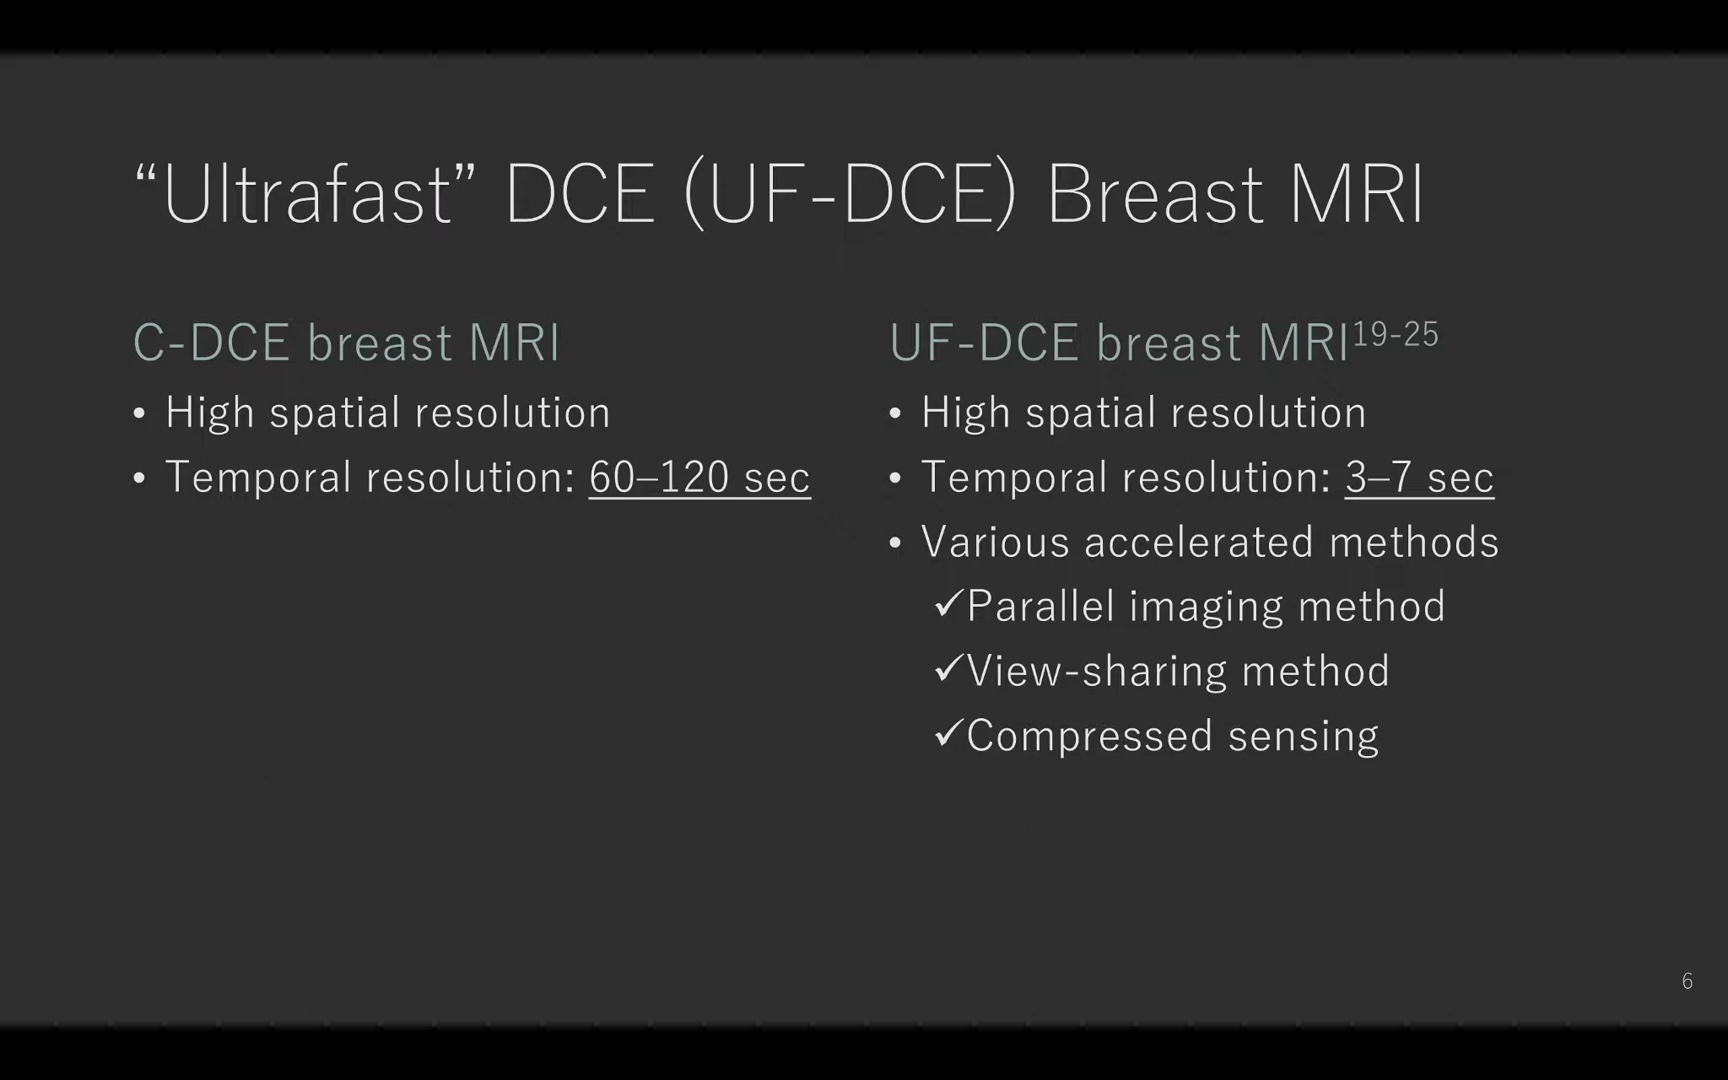 “Ultrafast” DCE (UF-DCE) Breast MRI
C-DCE breast MRI
• High spatial resolution
• Temporal resolution: 60–120 sec
UF-DCE breast MRI19-25
• High spatial resolution
• Temporal resolution: 3–7 sec
• Various accelerated methods
✓Parallel imaging method
✓View-sharing method
✓Compressed sensing
6